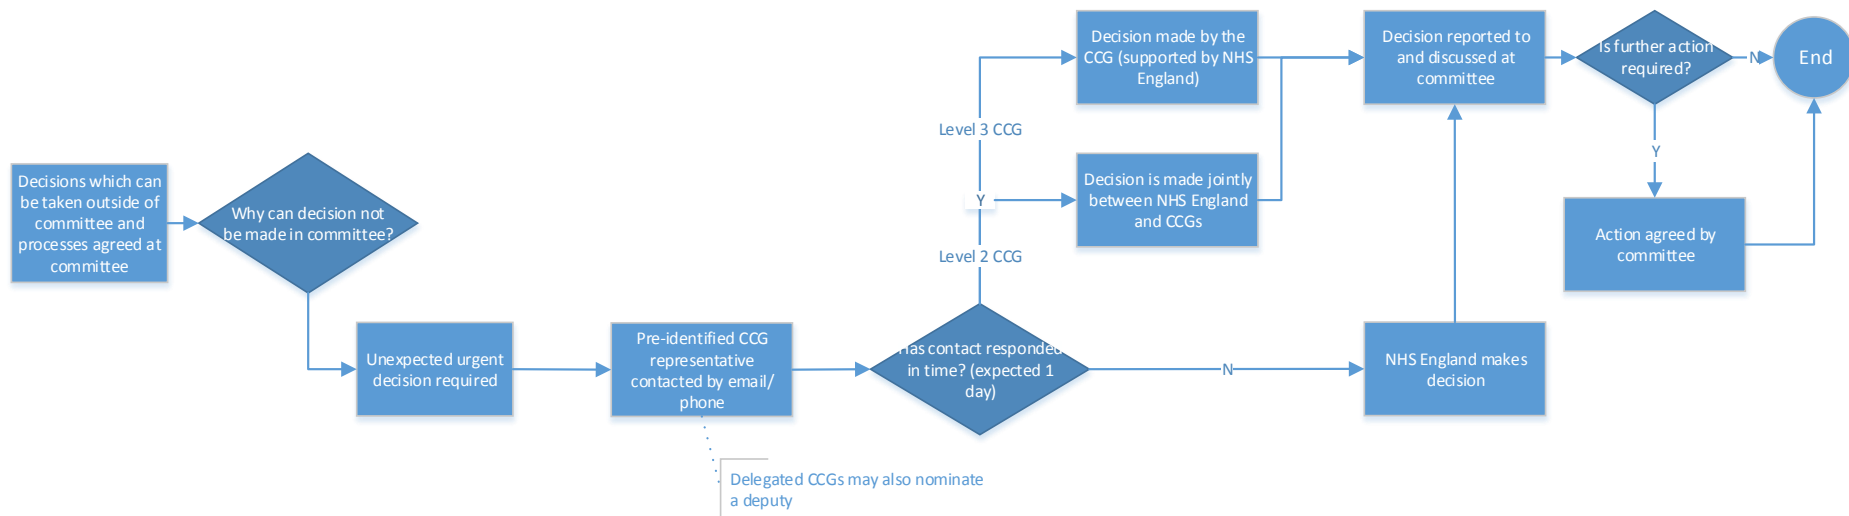 Decisions which can
be taken outside of
committee and
processes agreed at
committee
Why can decision not
be made in committee?
Unexpected urgent
decision required
Pre-identified CCG
representative
contacted by email/
phone
Delegated CCGs may also nominate
a deputy
Has contact responded
in time? (expected 1
day)
Level 2 CCG
Y
Level 3 CCG
Decision made by the
CCG (supported by NHS
England)
Decision is made jointly
between NHS England
and CCGs
N
NHS England makes
decision
Decision reported to
and discussed at
committee
Is further action
required?
N
End
Y
Action agreed by
committee